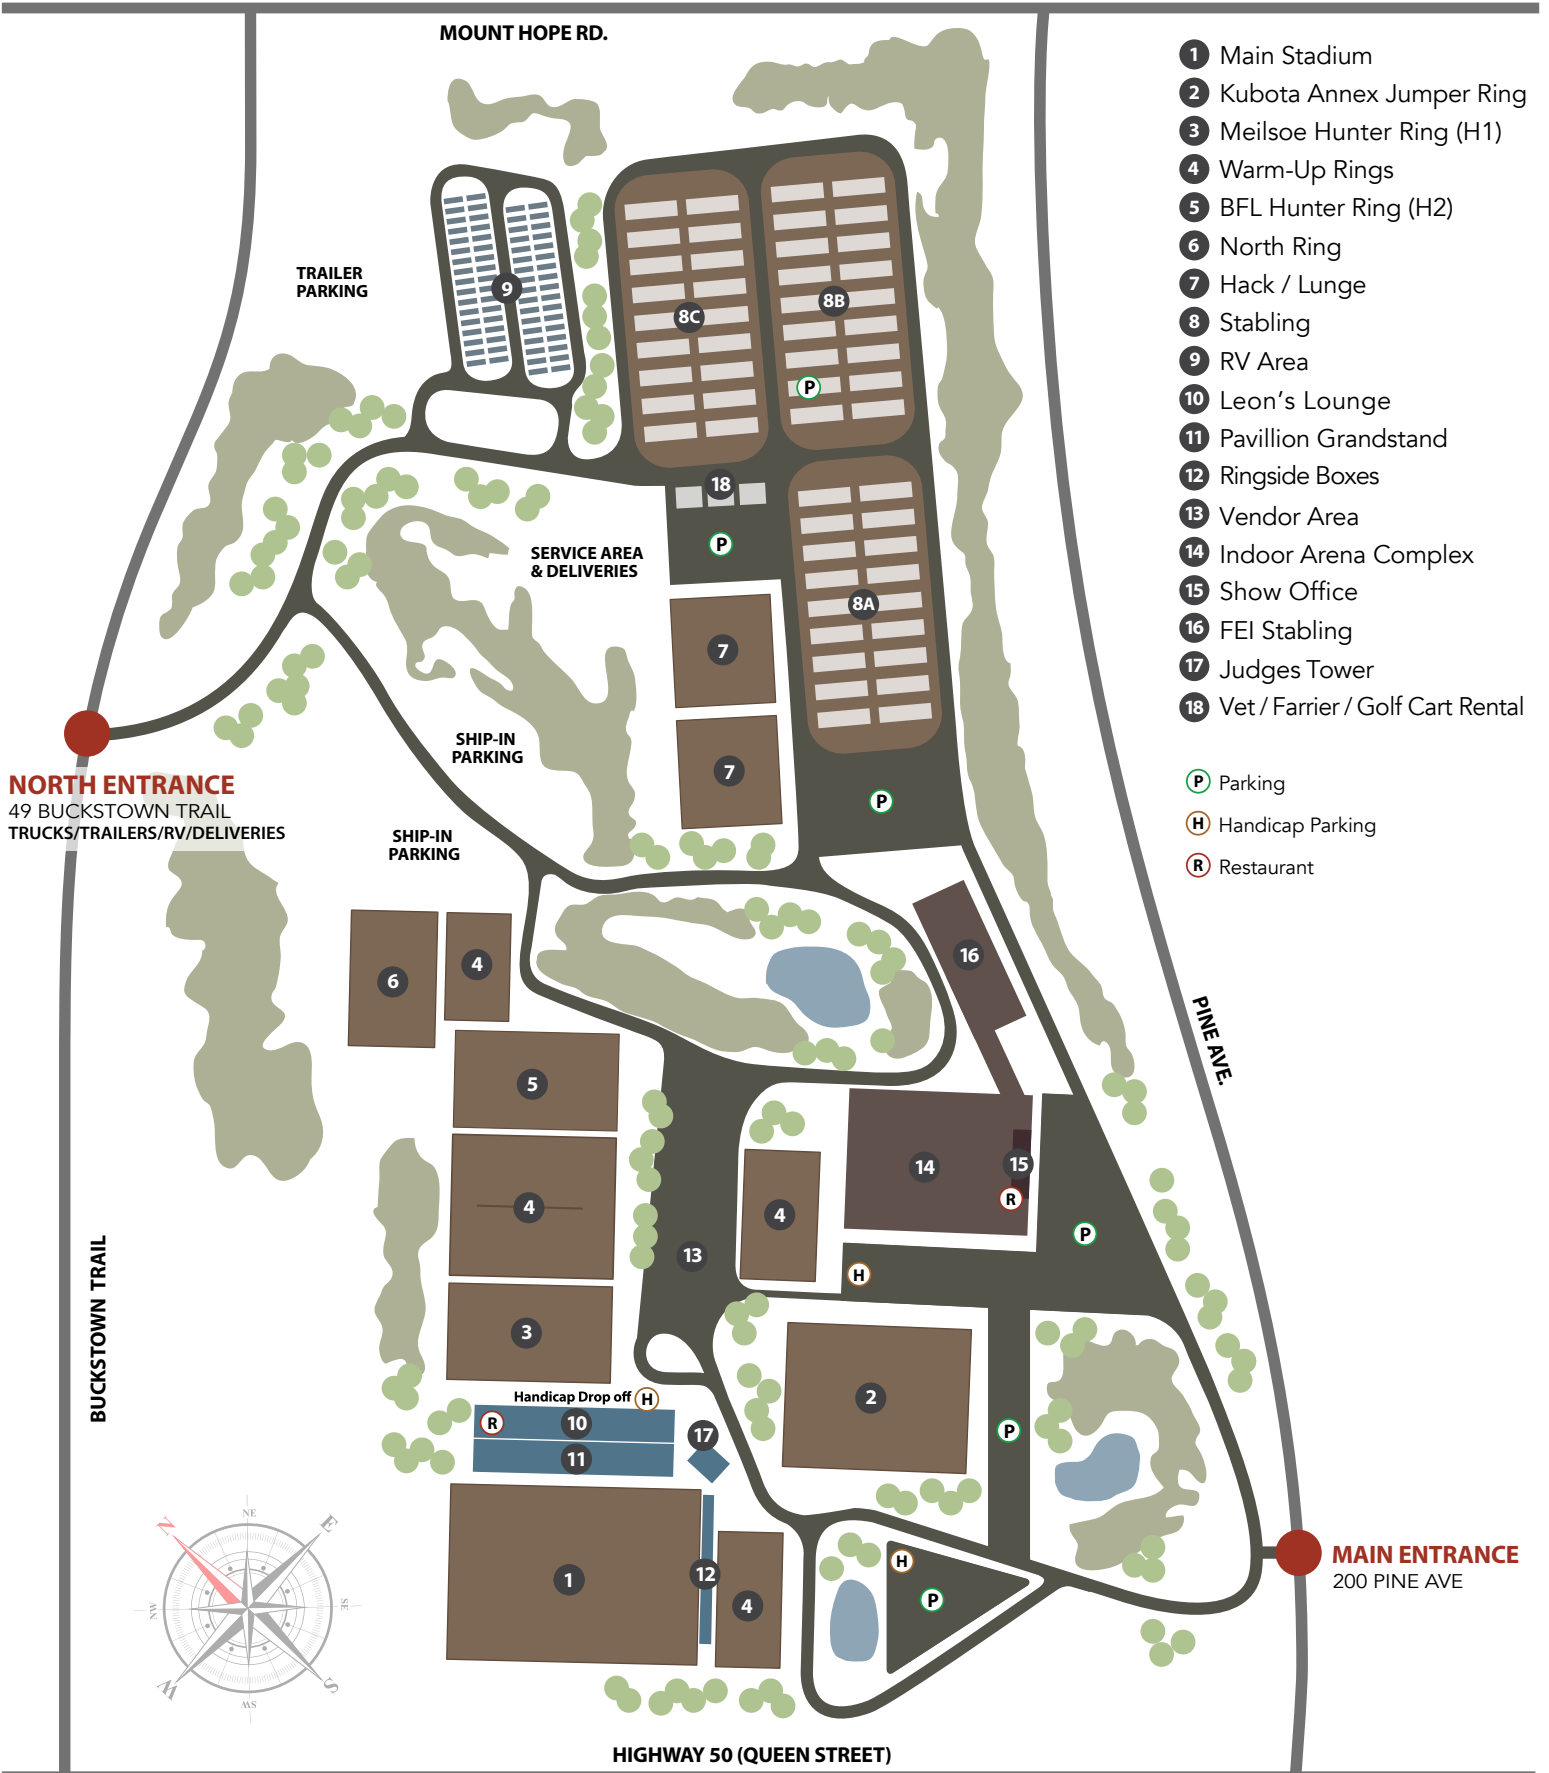 MOUNT HOPE RD.
1 Main Stadium
2 Kubota Annex Jumper Ring
3 Meilsoe Hunter Ring (H1)
4 Warm-Up Rings
5 BFL Hunter Ring (H2)
6 North Ring
7 Hack / Lunge
8 Stabling
9 RV Area
10 Leon's Lounge
11 Pavillion Grandstand
12 Ringside Boxes
13 Vendor Area
14 Indoor Arena Complex
15 Show Office
16 FEI Stabling
17 Judges Tower
18 Vet / Farrier / Golf Cart Rental
P Parking
H Handicap Parking
R Restaurant
TRAILER
PARKING
9
8C
8B
P
18
P
SERVICE AREA
& DELIVERIES
8A
7
7
P
SHIP-IN
PARKING
NORTH ENTRANCE
49 BUCKSTOWN TRAIL
TRUCKS/TRAILERS/RV/DELIVERIES
SHIP-IN
PARKING
6
4
16
PINE AVE.
5
4
13
4
14
15
R
P
H
BUCKSTOWN TRAIL
3
2
P
Handicap Drop off H
R 10
11
17
1
12
4
H
P
MAIN ENTRANCE
200 PINE AVE
N
NE
E
SE
S
SW
W
NW
HIGHWAY 50 (QUEEN STREET)